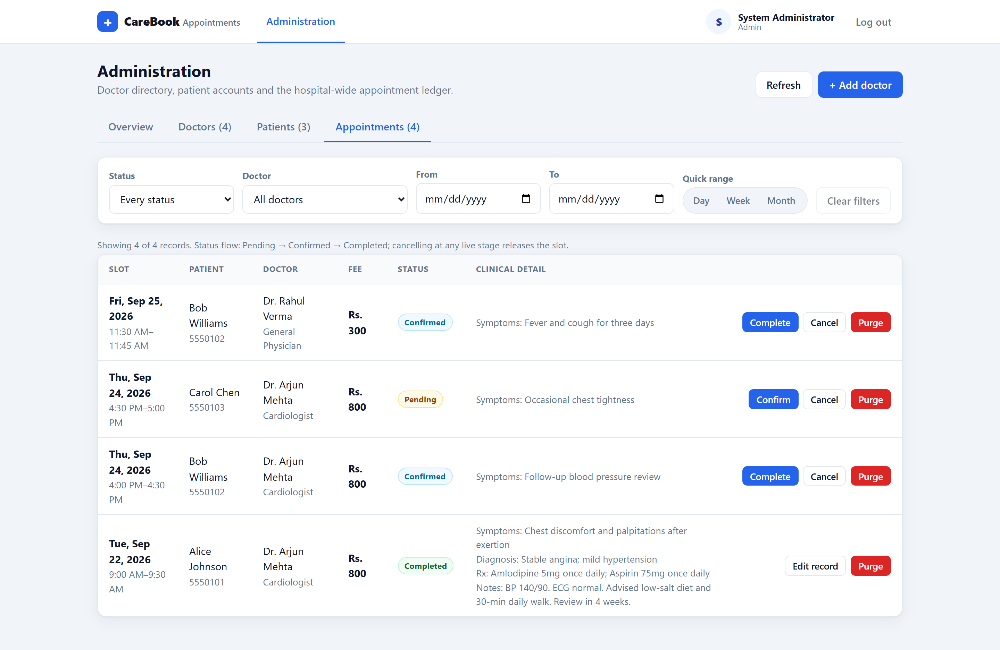 + CareBook Appointments Administration S System Administrator Log out
Admin
Administration
Doctor directory, patient accounts and the hospital-wide appointment ledger.
Refresh + Add doctor
Overview Doctors (4) Patients (3) Appointments (4)
Status Doctor From To Quick range
Every status All doctors mm/dd/yyyy mm/dd/yyyy Day Week Month Clear filters
Showing 4 of 4 records. Status flow: Pending → Confirmed → Completed; cancelling at any live stage releases the slot.
SLOT PATIENT DOCTOR FEE STATUS CLINICAL DETAIL
Fri, Sep 25,
2026
11:30 AM–
11:45 AM
Bob
Williams
5550102
Dr. Rahul
Verma
General
Physician
Rs.
300
Confirmed
Symptoms: Fever and cough for three days
Complete Cancel Purge
Thu, Sep
24, 2026
4:30 PM–5:00
PM
Carol Chen
5550103
Dr. Arjun
Mehta
Cardiologist
Rs.
800
Pending
Symptoms: Occasional chest tightness
Confirm Cancel Purge
Thu, Sep
24, 2026
4:00 PM–4:30
PM
Bob
Williams
5550102
Dr. Arjun
Mehta
Cardiologist
Rs.
800
Confirmed
Symptoms: Follow-up blood pressure review
Complete Cancel Purge
Tue, Sep
22, 2026
9:00 AM–9:30
AM
Alice
Johnson
5550101
Dr. Arjun
Mehta
Cardiologist
Rs.
800
Completed
Symptoms: Chest discomfort and palpitations after
exertion
Diagnosis: Stable angina; mild hypertension
Rx: Amlodipine 5mg once daily; Aspirin 75mg once daily
Notes: BP 140/90. ECG normal. Advised low-salt diet and
30-min daily walk. Review in 4 weeks.
Edit record Purge